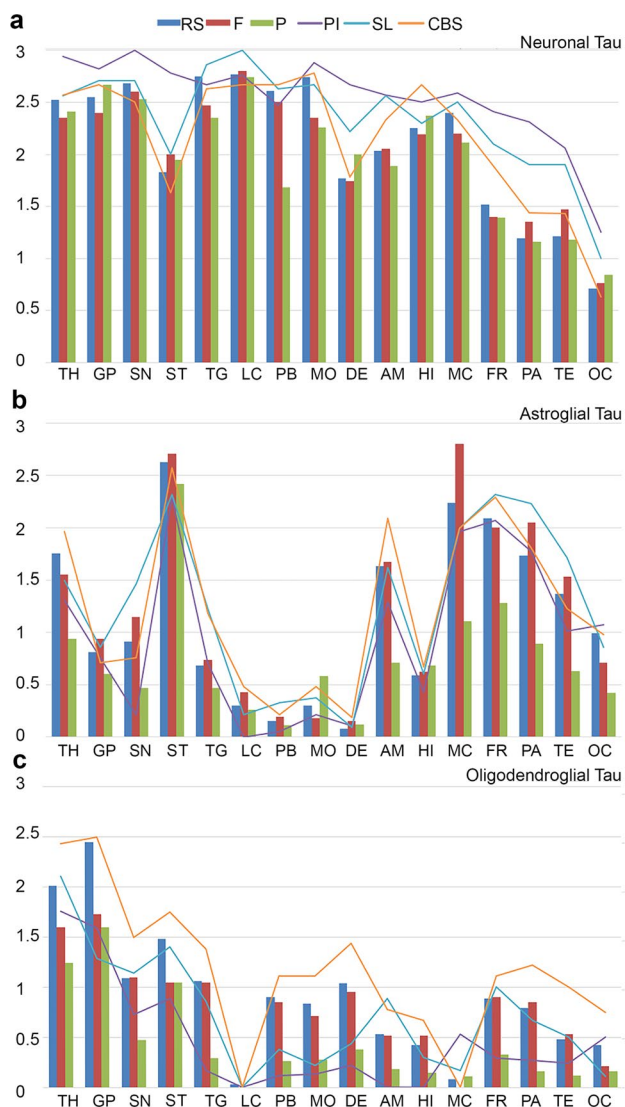 a
RS F P PI SL CBS
Neuronal Tau
3
2.5
2
1.5
1
0.5
0
TH GP SN ST TG LC PB MO DE AM HI MC FR PA TE OC
b
Astroglial Tau
3
2.5
2
1.5
1
0.5
0
TH GP SN ST TG LC PB MO DE AM HI MC FR PA TE OC
c
Oligodendroglial Tau
3
2.5
2
1.5
1
0.5
0
TH GP SN ST TG LC PB MO DE AM HI MC FR PA TE OC